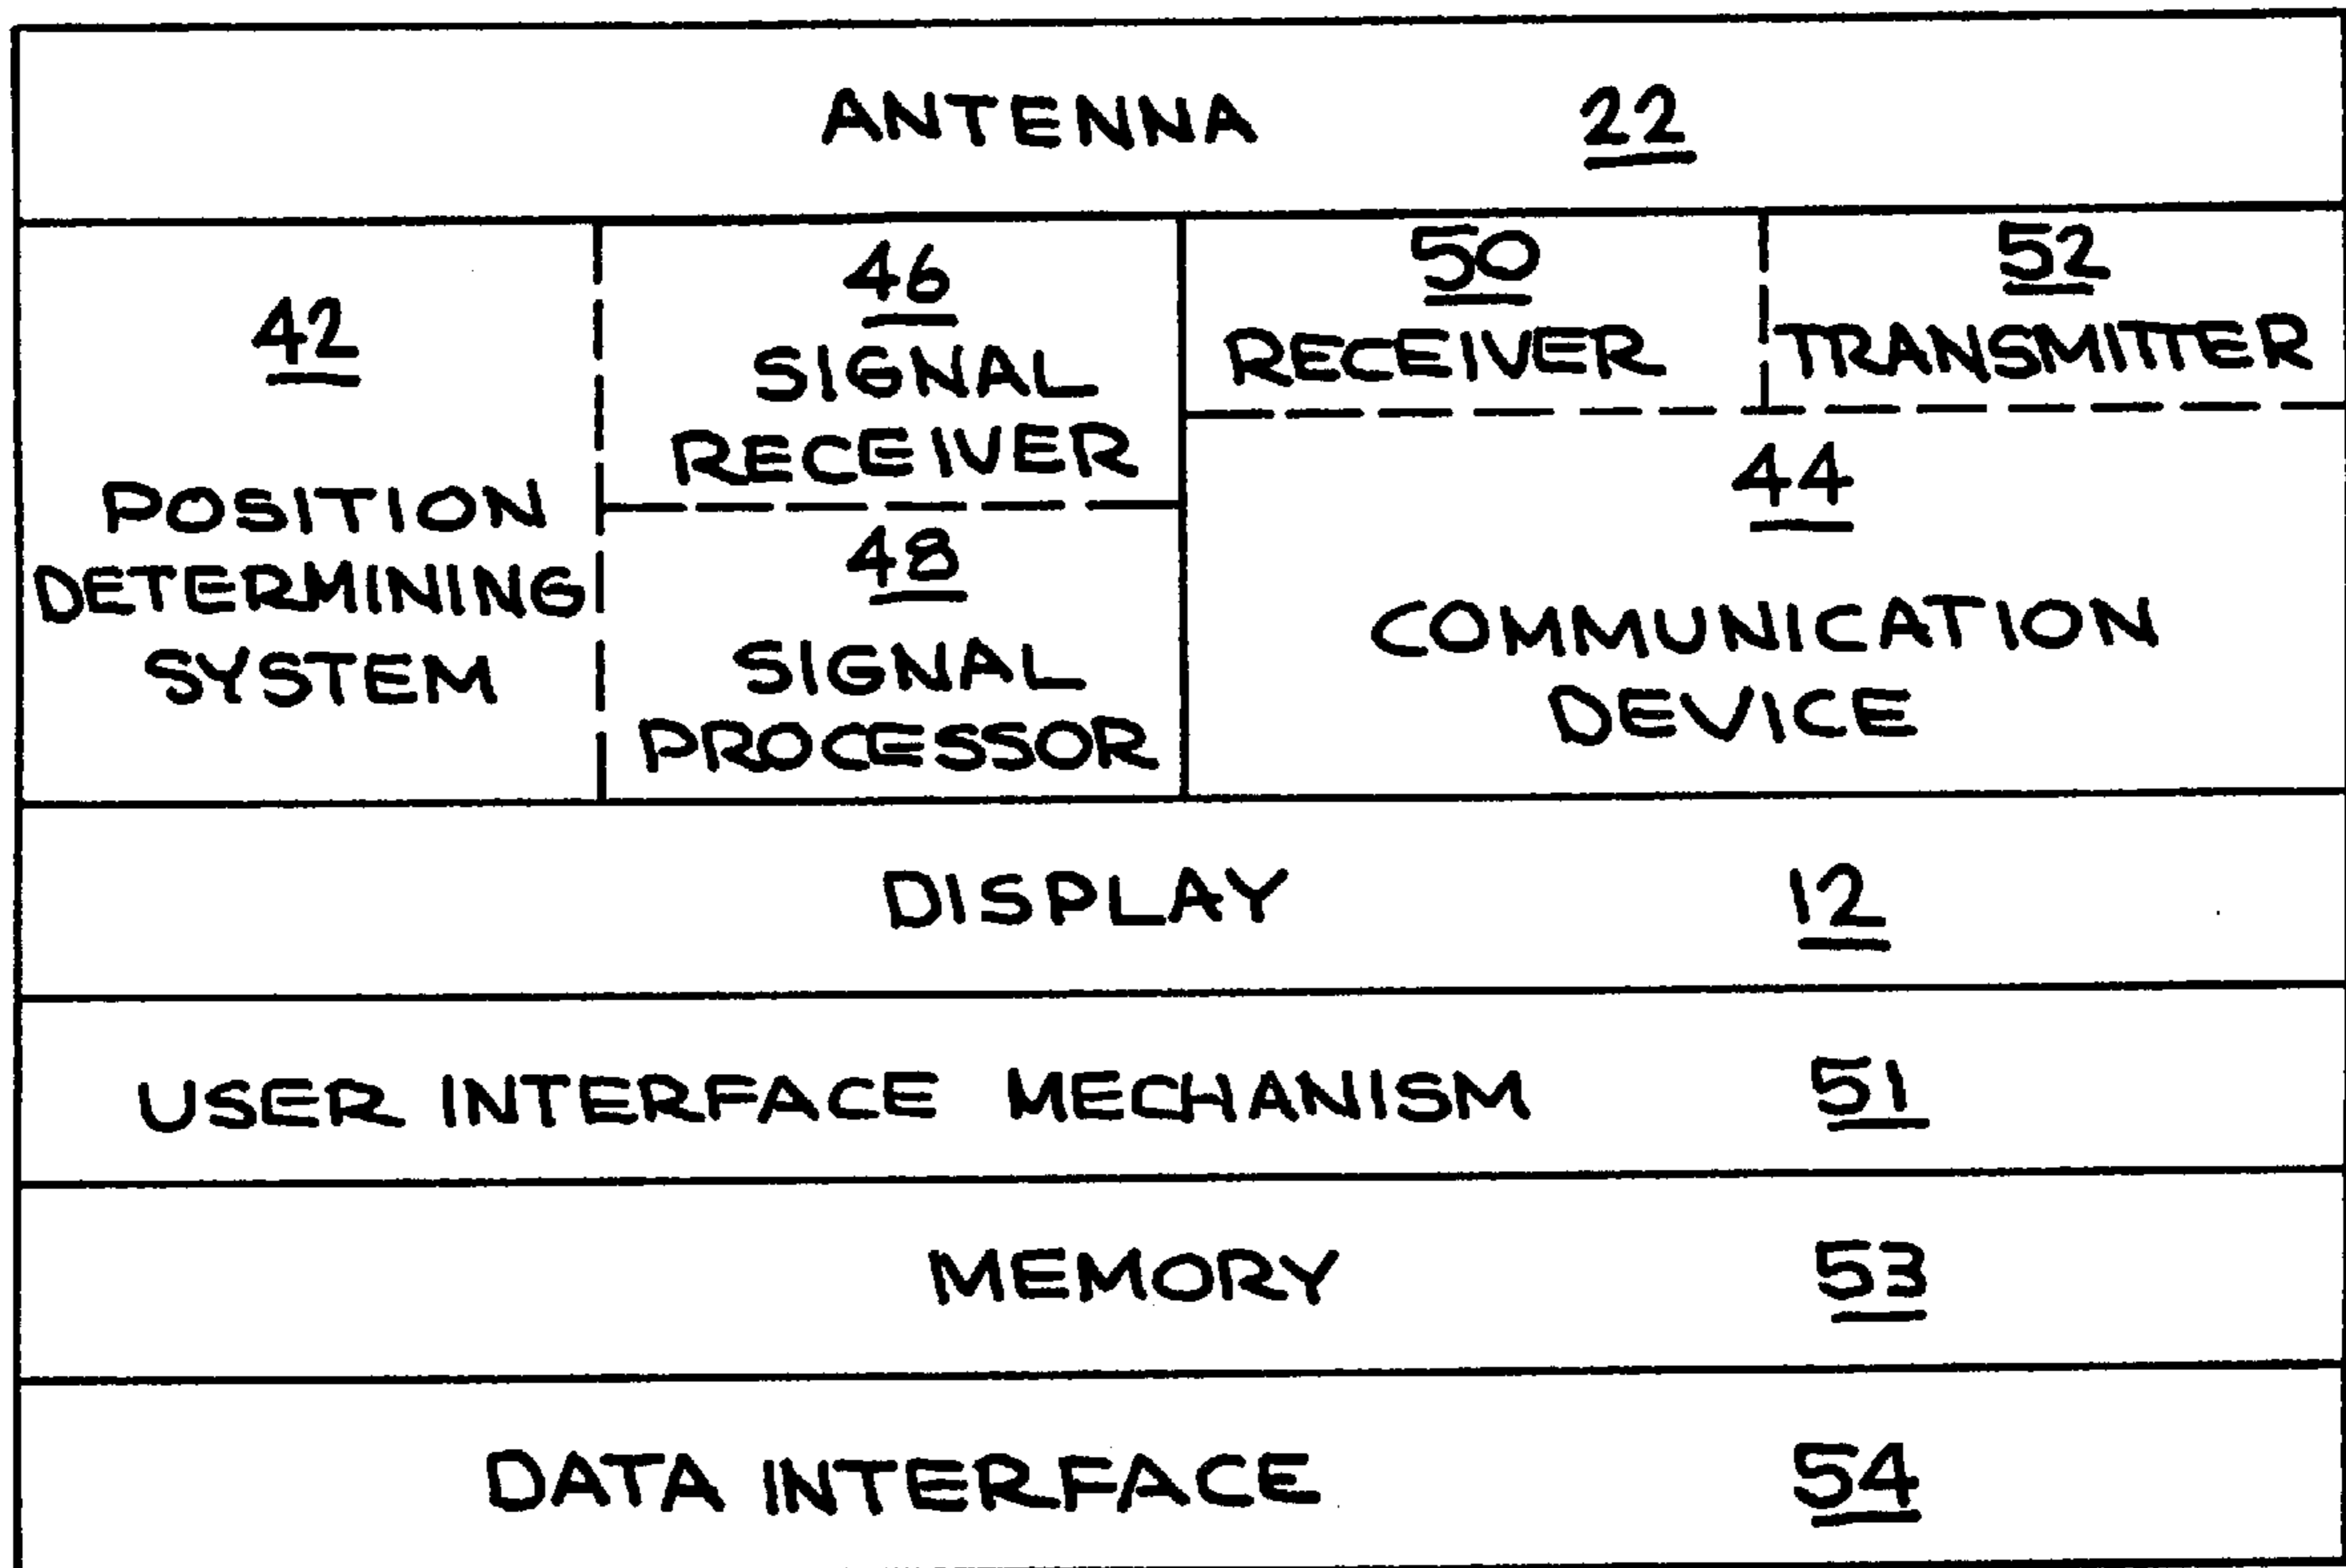 ANTENNA 22
42
POSITION
DETERMINING
SYSTEM
46
SIGNAL
RECEIVER
48
SIGNAL
PROCESSOR
50
RECEIVER
52
TRANSMITTER
44
COMMUNICATION
DEVICE
DISPLAY 12
USER INTERFACE MECHANISM 51
MEMORY 53
DATA INTERFACE 54